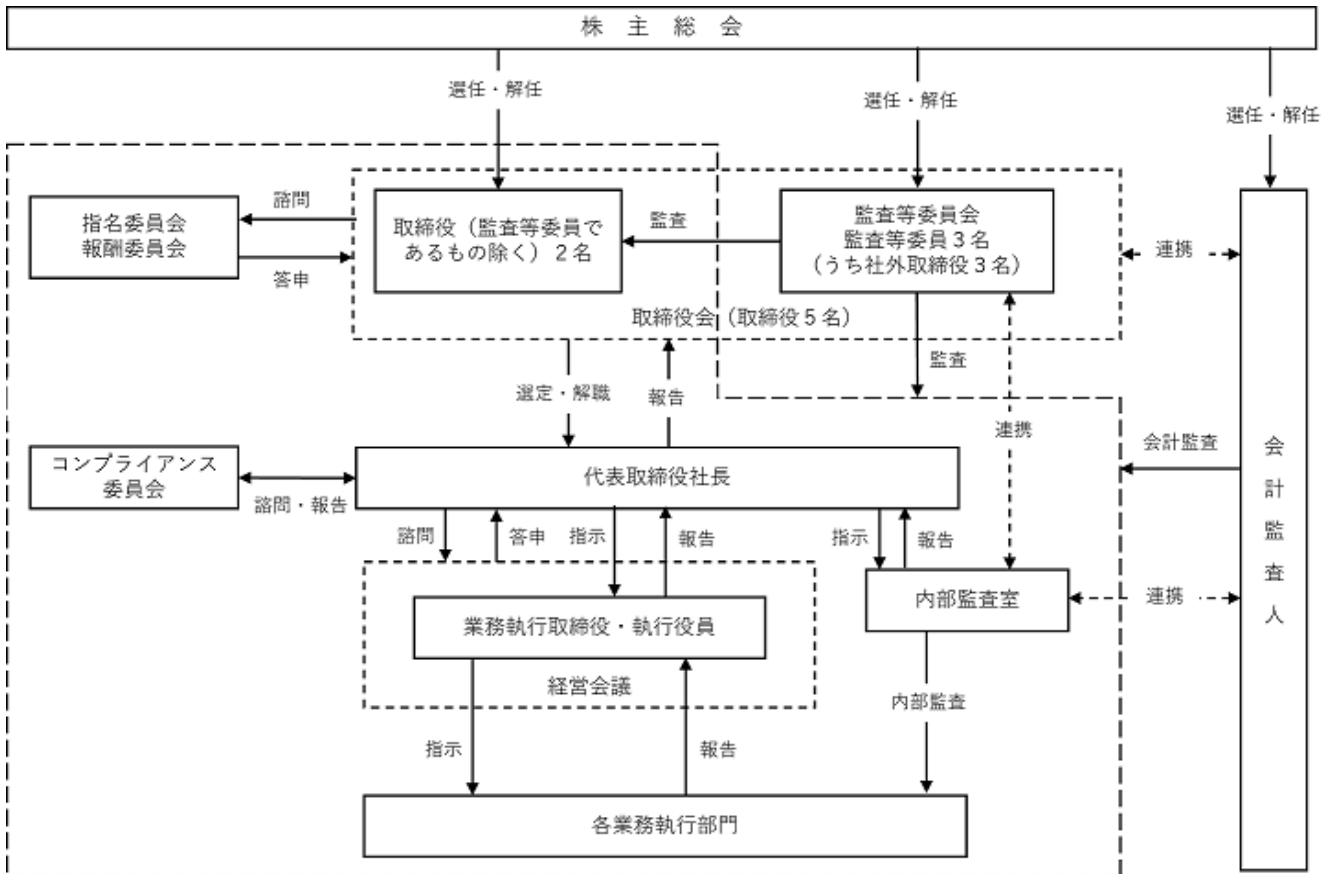 株主総会
選任・解任
選任・解任
選任・解任
諮問
指名委員会
報酬委員会
答申
取締役（監査等委員で
あるもの除く）２名
監査
監査等委員会
監査等委員３名
（うち社外取締役３名）
連携
取締役会（取締役５名）
監査
選定・解職
報告
連携
会計監査
コンプライアンス
委員会
諮問・報告
代表取締役社長
会計監査人
諮問
答申
指示
報告
指示
報告
内部監査室
連携
業務執行取締役・執行役員
経営会議
内部監査
指示
報告
各業務執行部門